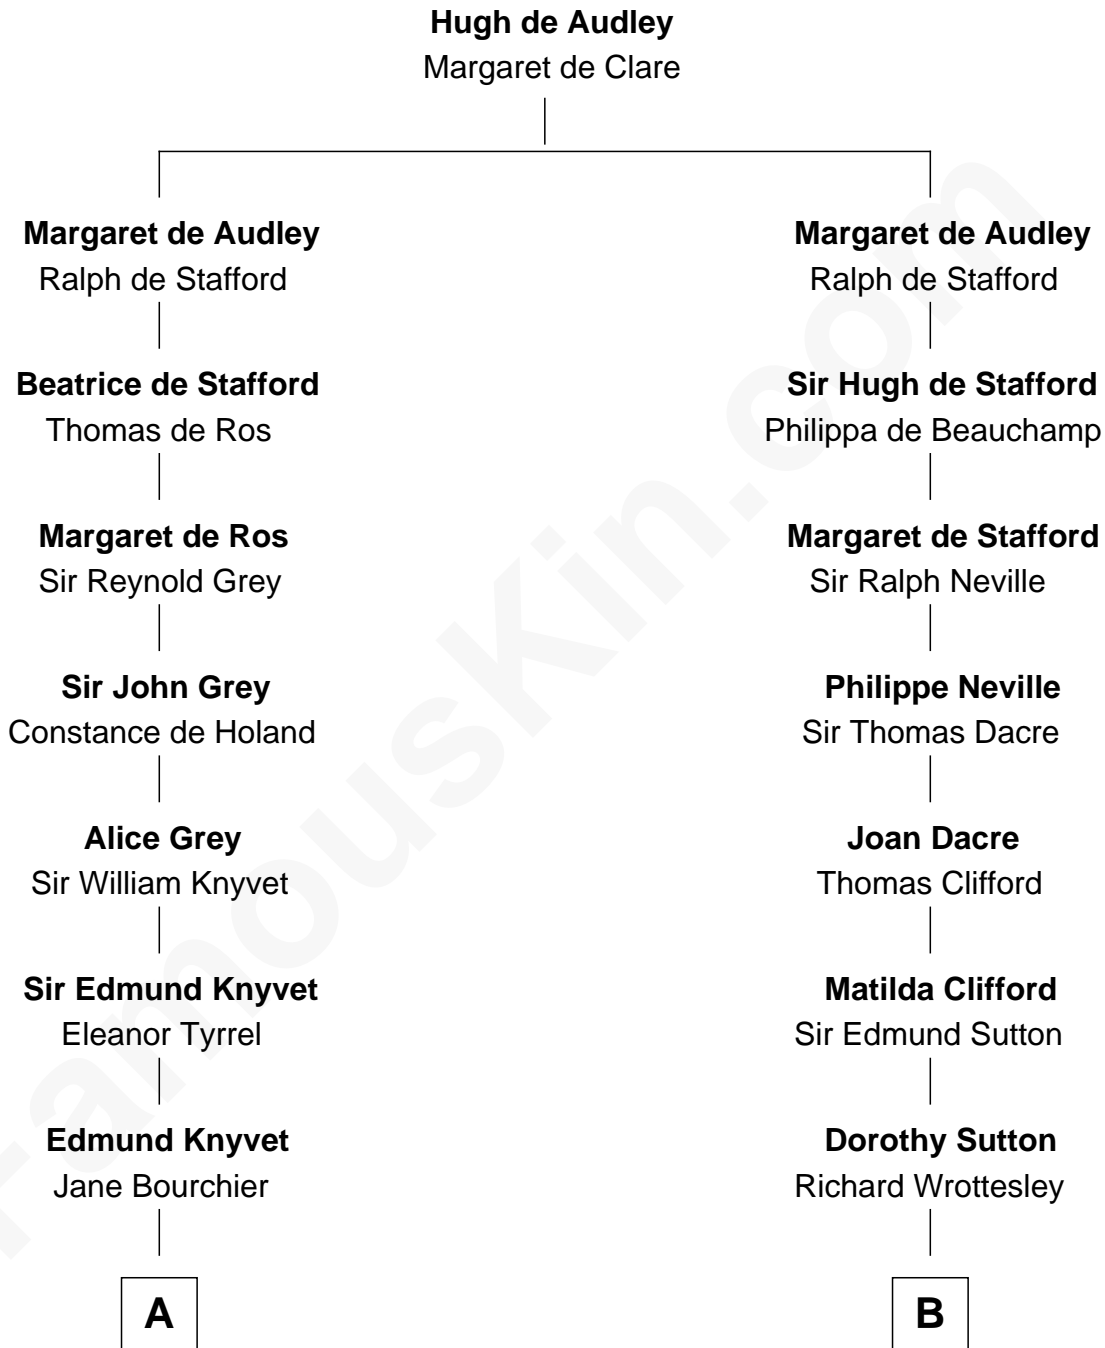 Hugh de Audley
Margaret de Clare
Margaret de Audley
Ralph de Stafford
Margaret de Audley
Ralph de Stafford
Beatrice de Stafford
Thomas de Ros
Sir Hugh de Stafford
Philippa de Beauchamp
Margaret de Ros
Sir Reynold Grey
Margaret de Stafford
Sir Ralph Neville
Sir John Grey
Constance de Holand
Philippe Neville
Sir Thomas Dacre
Alice Grey
Sir William Knyvet
Joan Dacre
Thomas Clifford
Sir Edmund Knyvet
Eleanor Tyrrel
Matilda Clifford
Sir Edmund Sutton
Edmund Knyvet
Jane Bourchier
Dorothy Sutton
Richard Wrottesley
A
B
FamousKin.com